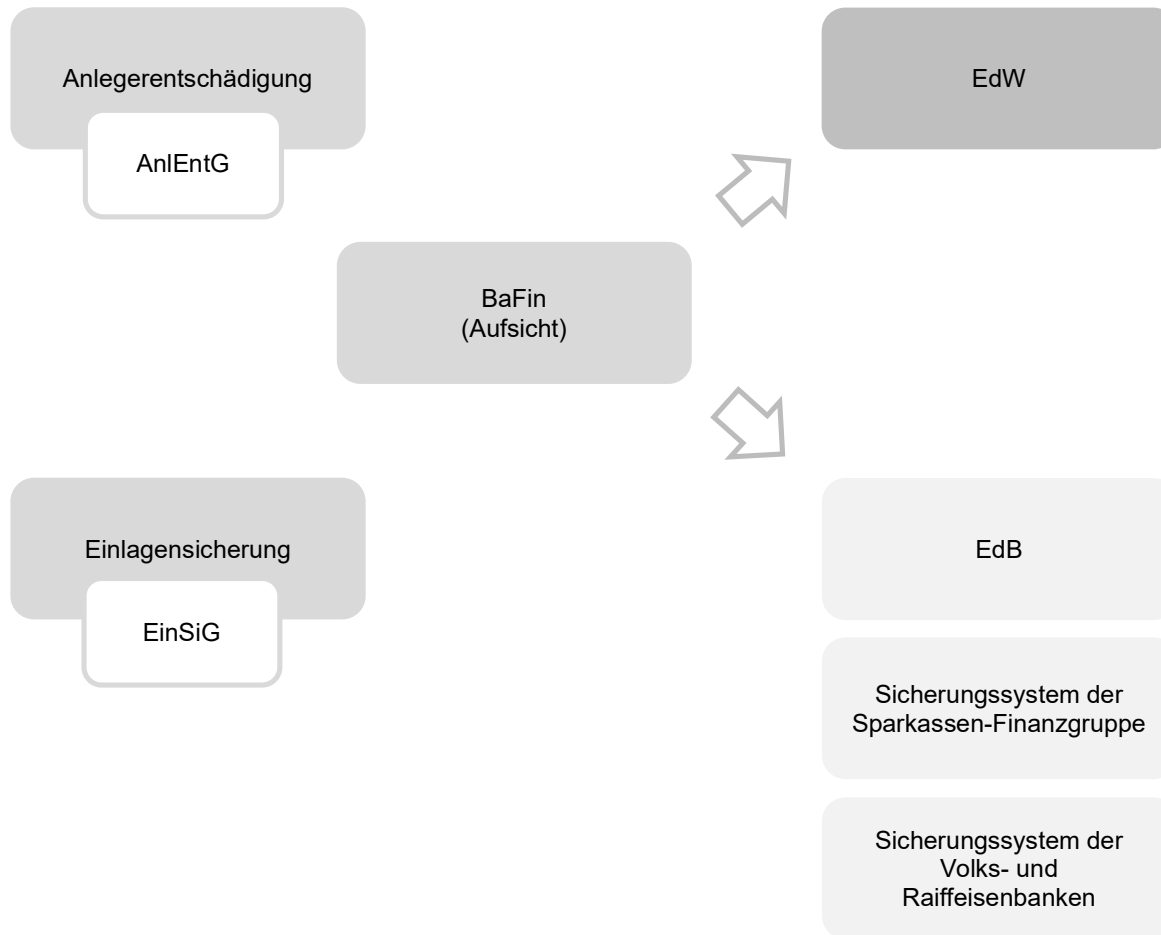 Anlegerentschädigung
AnlEntG
EdW
BaFin
(Aufsicht)
Einlagensicherung
EinSiG
EdB
Sicherungssystem der
Sparkassen-Finanzgruppe
Sicherungssystem der
Volks- und
Raiffeisenbanken